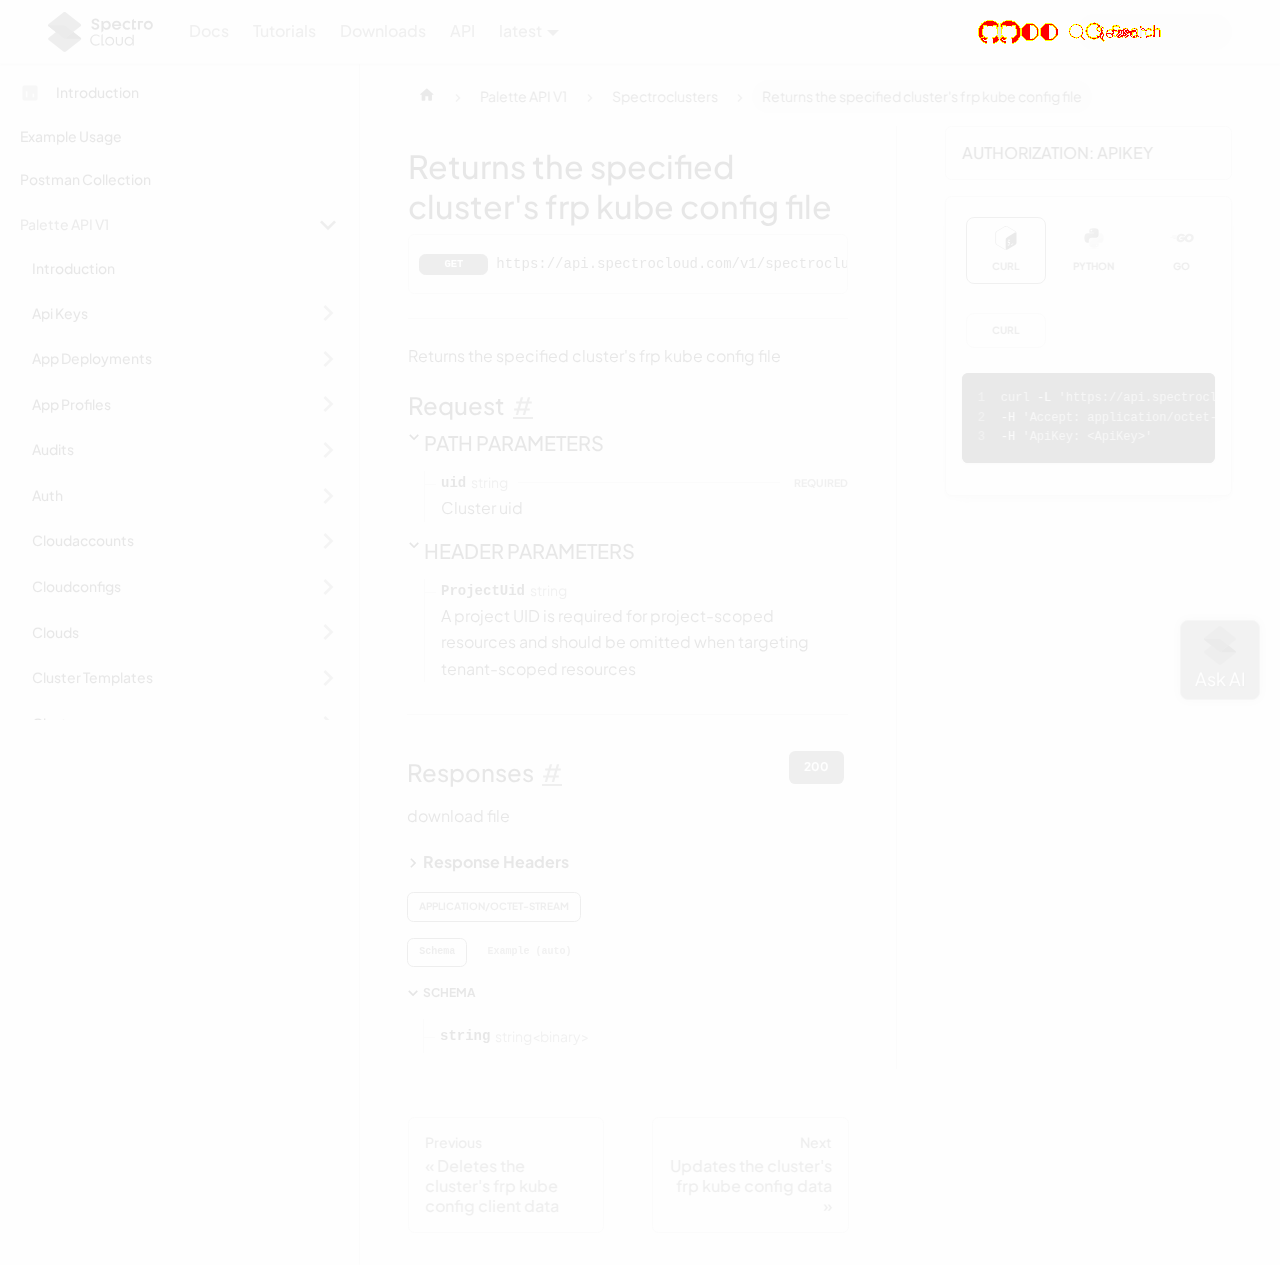 Spectro Cloud
Docs Tutorials Downloads API latest
Search
Introduction
Example Usage
Postman Collection
Palette API V1
Introduction
Api Keys
App Deployments
App Profiles
Audits
Auth
Cloudaccounts
Cloudconfigs
Clouds
Cluster Templates
Palette API V1 > Spectroclusters > Returns the specified cluster's frp kube config file
Returns the specified
cluster's frp kube config file
GET https://api.spectrocloud.com/v1/spectroclu
Returns the specified cluster's frp kube config file
Request #
PATH PARAMETERS
uid string REQUIRED
Cluster uid
HEADER PARAMETERS
ProjectUid string
A project UID is required for project-scoped
resources and should be omitted when targeting
tenant-scoped resources
Responses # 200
download file
Response Headers
APPLICATION/OCTET-STREAM
Schema Example (auto)
SCHEMA
string string<binary>
Previous
« Deletes the
cluster's frp kube
config client data
Next
Updates the cluster's
frp kube config data
»
AUTHORIZATION: APIKEY
CURL PYTHON GO
CURL
1 curl -L 'https://api.spectrocl
2 -H 'Accept: application/octet-
3 -H 'ApiKey: <ApiKey>'
Ask AI